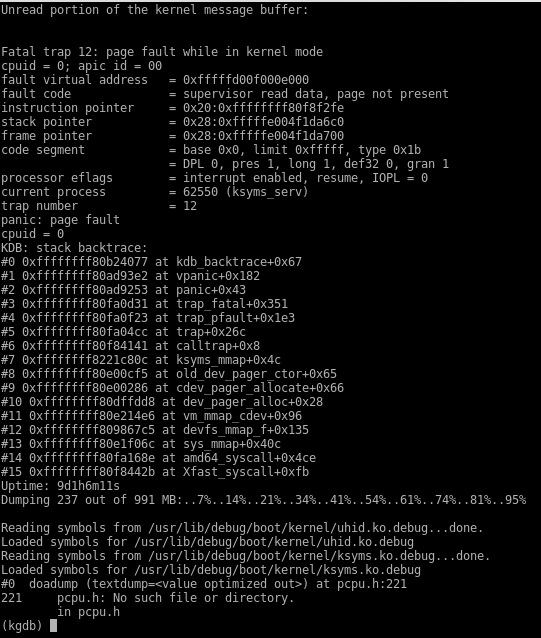 Unread portion of the kernel message buffer:
Fatal trap 12: page fault while in kernel mode
cpuid = 0; apic id = 00
fault virtual address   = 0xfffffd00f000e000
fault code              = supervisor read data, page not present
instruction pointer     = 0x20:0xffffffff80f8f2fe
stack pointer           = 0x28:0xfffffe004f1da6c0
frame pointer           = 0x28:0xfffffe004f1da700
code segment            = base 0x0, limit 0xfffff, type 0x1b
                        = DPL 0, pres 1, long 1, def32 0, gran 1
processor eflags        = interrupt enabled, resume, IOPL = 0
current process         = 62550 (ksyms_serv)
trap number             = 12
panic: page fault
cpuid = 0
KDB: stack backtrace:
#0 0xffffffff80b24077 at kdb_backtrace+0x67
#1 0xffffffff80ad93e2 at vpanic+0x182
#2 0xffffffff80ad9253 at panic+0x43
#3 0xffffffff80fa0d31 at trap_fatal+0x351
#4 0xffffffff80fa0f23 at trap_pfault+0x1e3
#5 0xffffffff80fa04cc at trap+0x26c
#6 0xffffffff80f84141 at calltrap+0x8
#7 0xffffffff8221c80c at ksyms_mmap+0x4c
#8 0xffffffff80e00cf5 at old_dev_pager_ctor+0x65
#9 0xffffffff80e00286 at cdev_pager_allocate+0x66
#10 0xffffffff80dffdd8 at dev_pager_alloc+0x28
#11 0xffffffff80e214e6 at vm_mmap_cdev+0x96
#12 0xffffffff809867c5 at devfs_mmap_f+0x135
#13 0xffffffff80e1f06c at sys_mmap+0x40c
#14 0xffffffff80fa168e at amd64_syscall+0x4ce
#15 0xffffffff80f8442b at Xfast_syscall+0xfb
Uptime: 9d1h6m11s
Dumping 237 out of 991 MB:..7%..14%..21%..34%..41%..54%..61%..74%..81%..95%
Reading symbols from /usr/lib/debug/boot/kernel/uhid.ko.debug...done.
Loaded symbols for /usr/lib/debug/boot/kernel/uhid.ko.debug
Reading symbols from /usr/lib/debug/boot/kernel/ksyms.ko.debug...done.
Loaded symbols for /usr/lib/debug/boot/kernel/ksyms.ko.debug
#0  doadump (textdump=<value optimized out>) at pcpu.h:221
221     pcpu.h: No such file or directory.
        in pcpu.h
(kgdb)